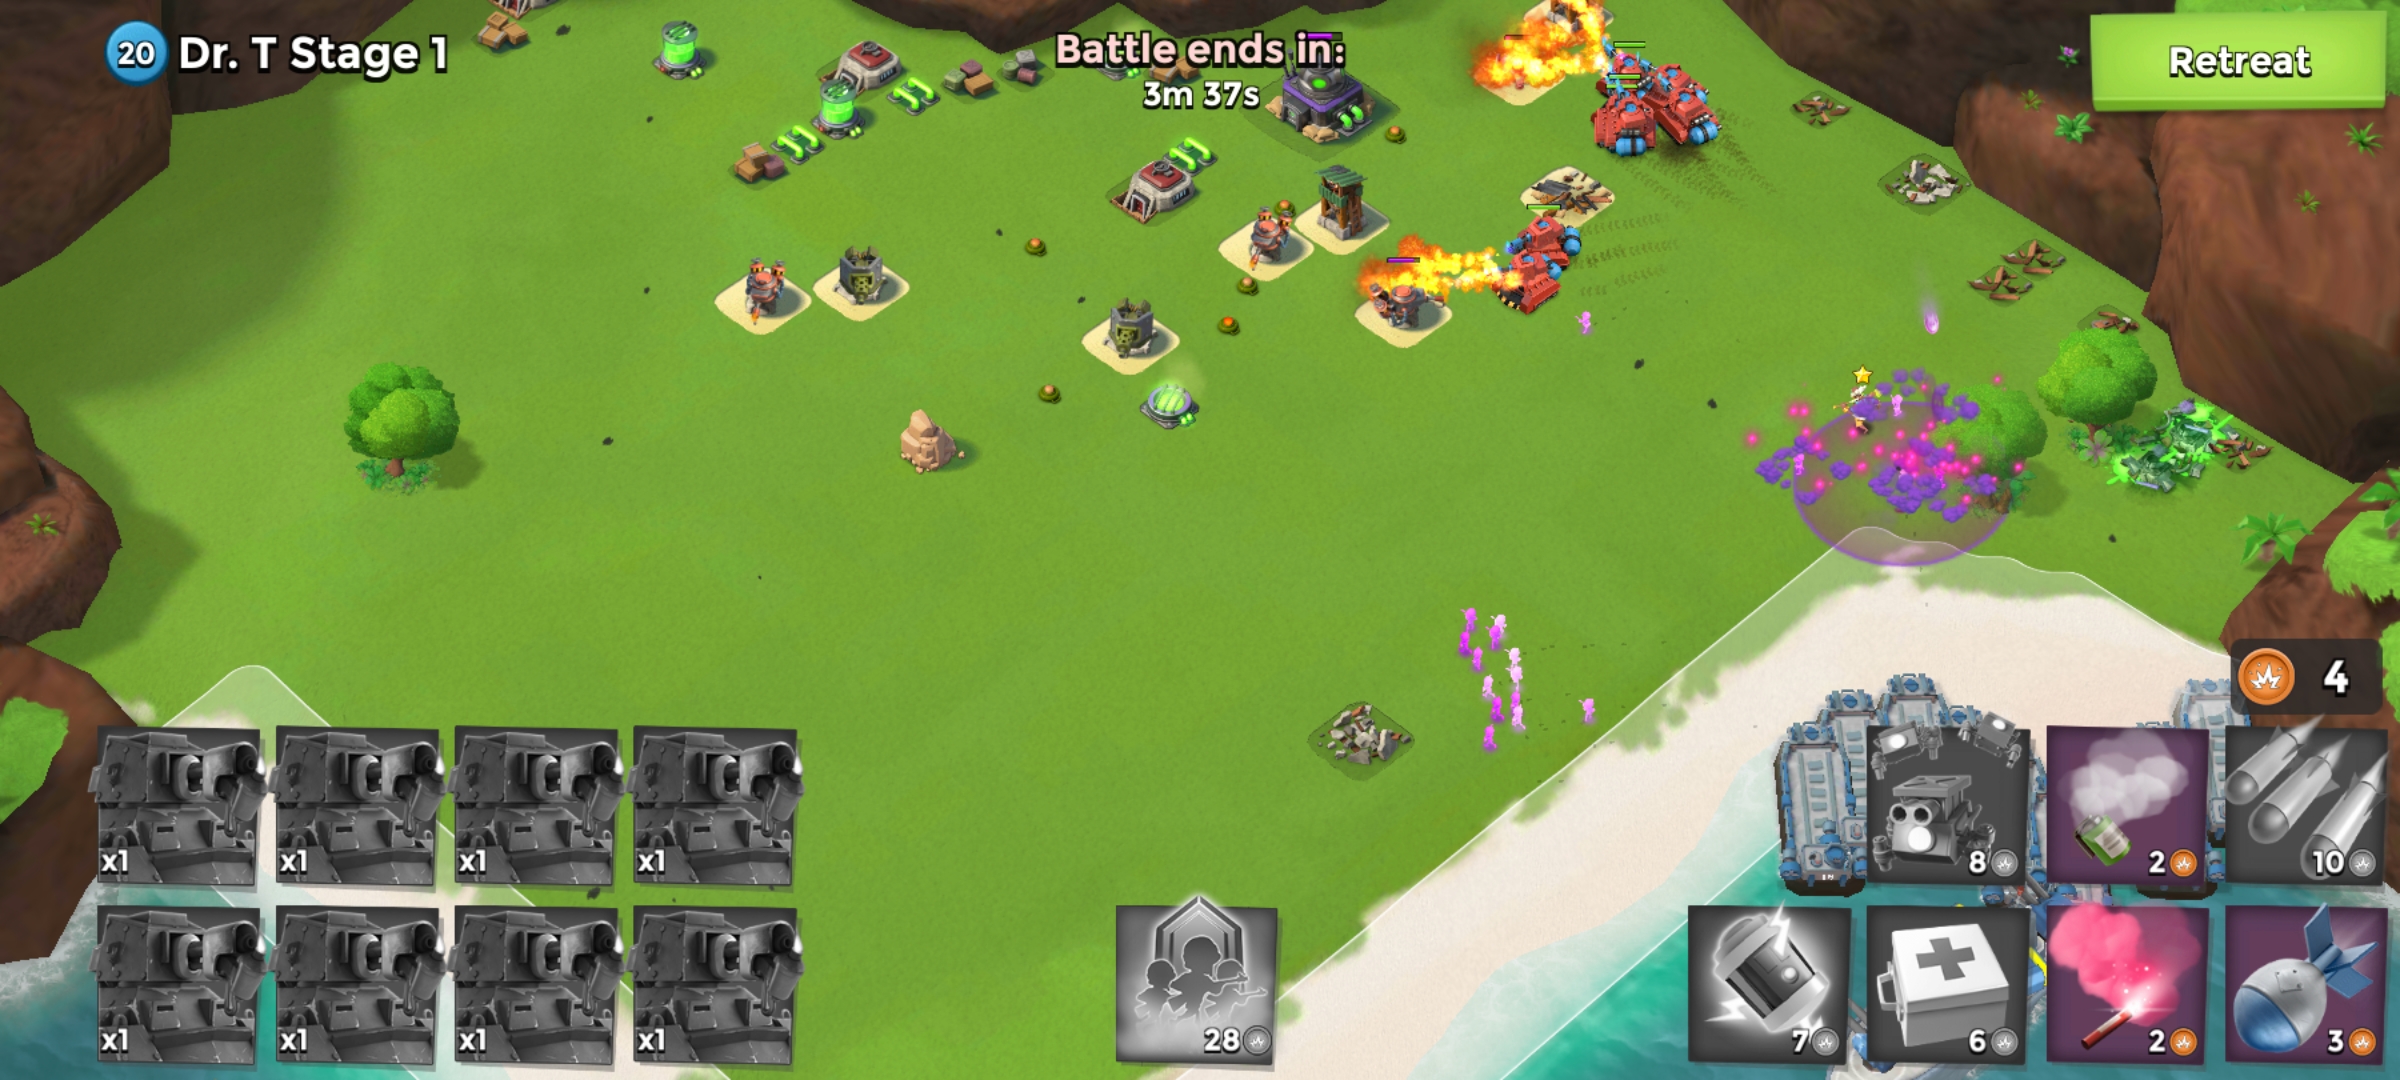 20 Dr. T Stage 1
Battle ends in:
3m 37s
Retreat
4
x1 x1 x1 x1
8 2 10
x1 x1 x1 x1
28
7 6 2 3